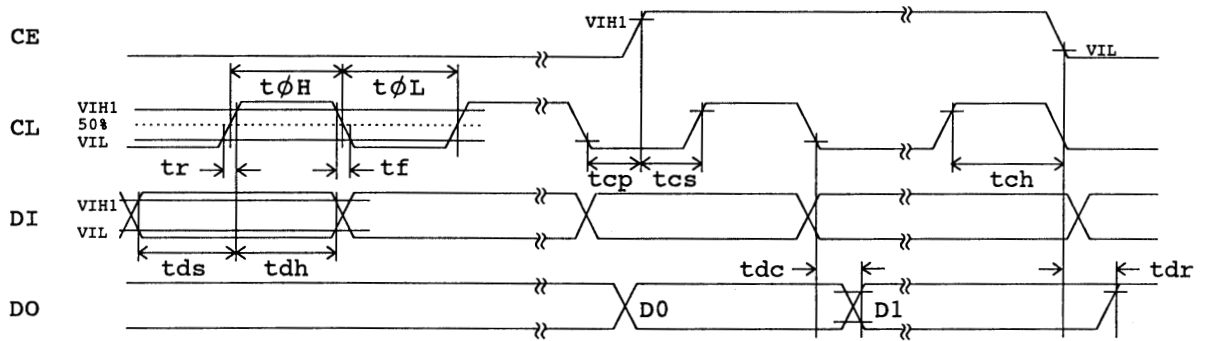 CE
VIH1
VIL
tϕH
tϕL
CL
VIH1
50%
VIL
tr
tf
tcp
tcs
tch
DI
VIH1
VIL
tds
tdh
tdc
tdr
DO
D0
D1